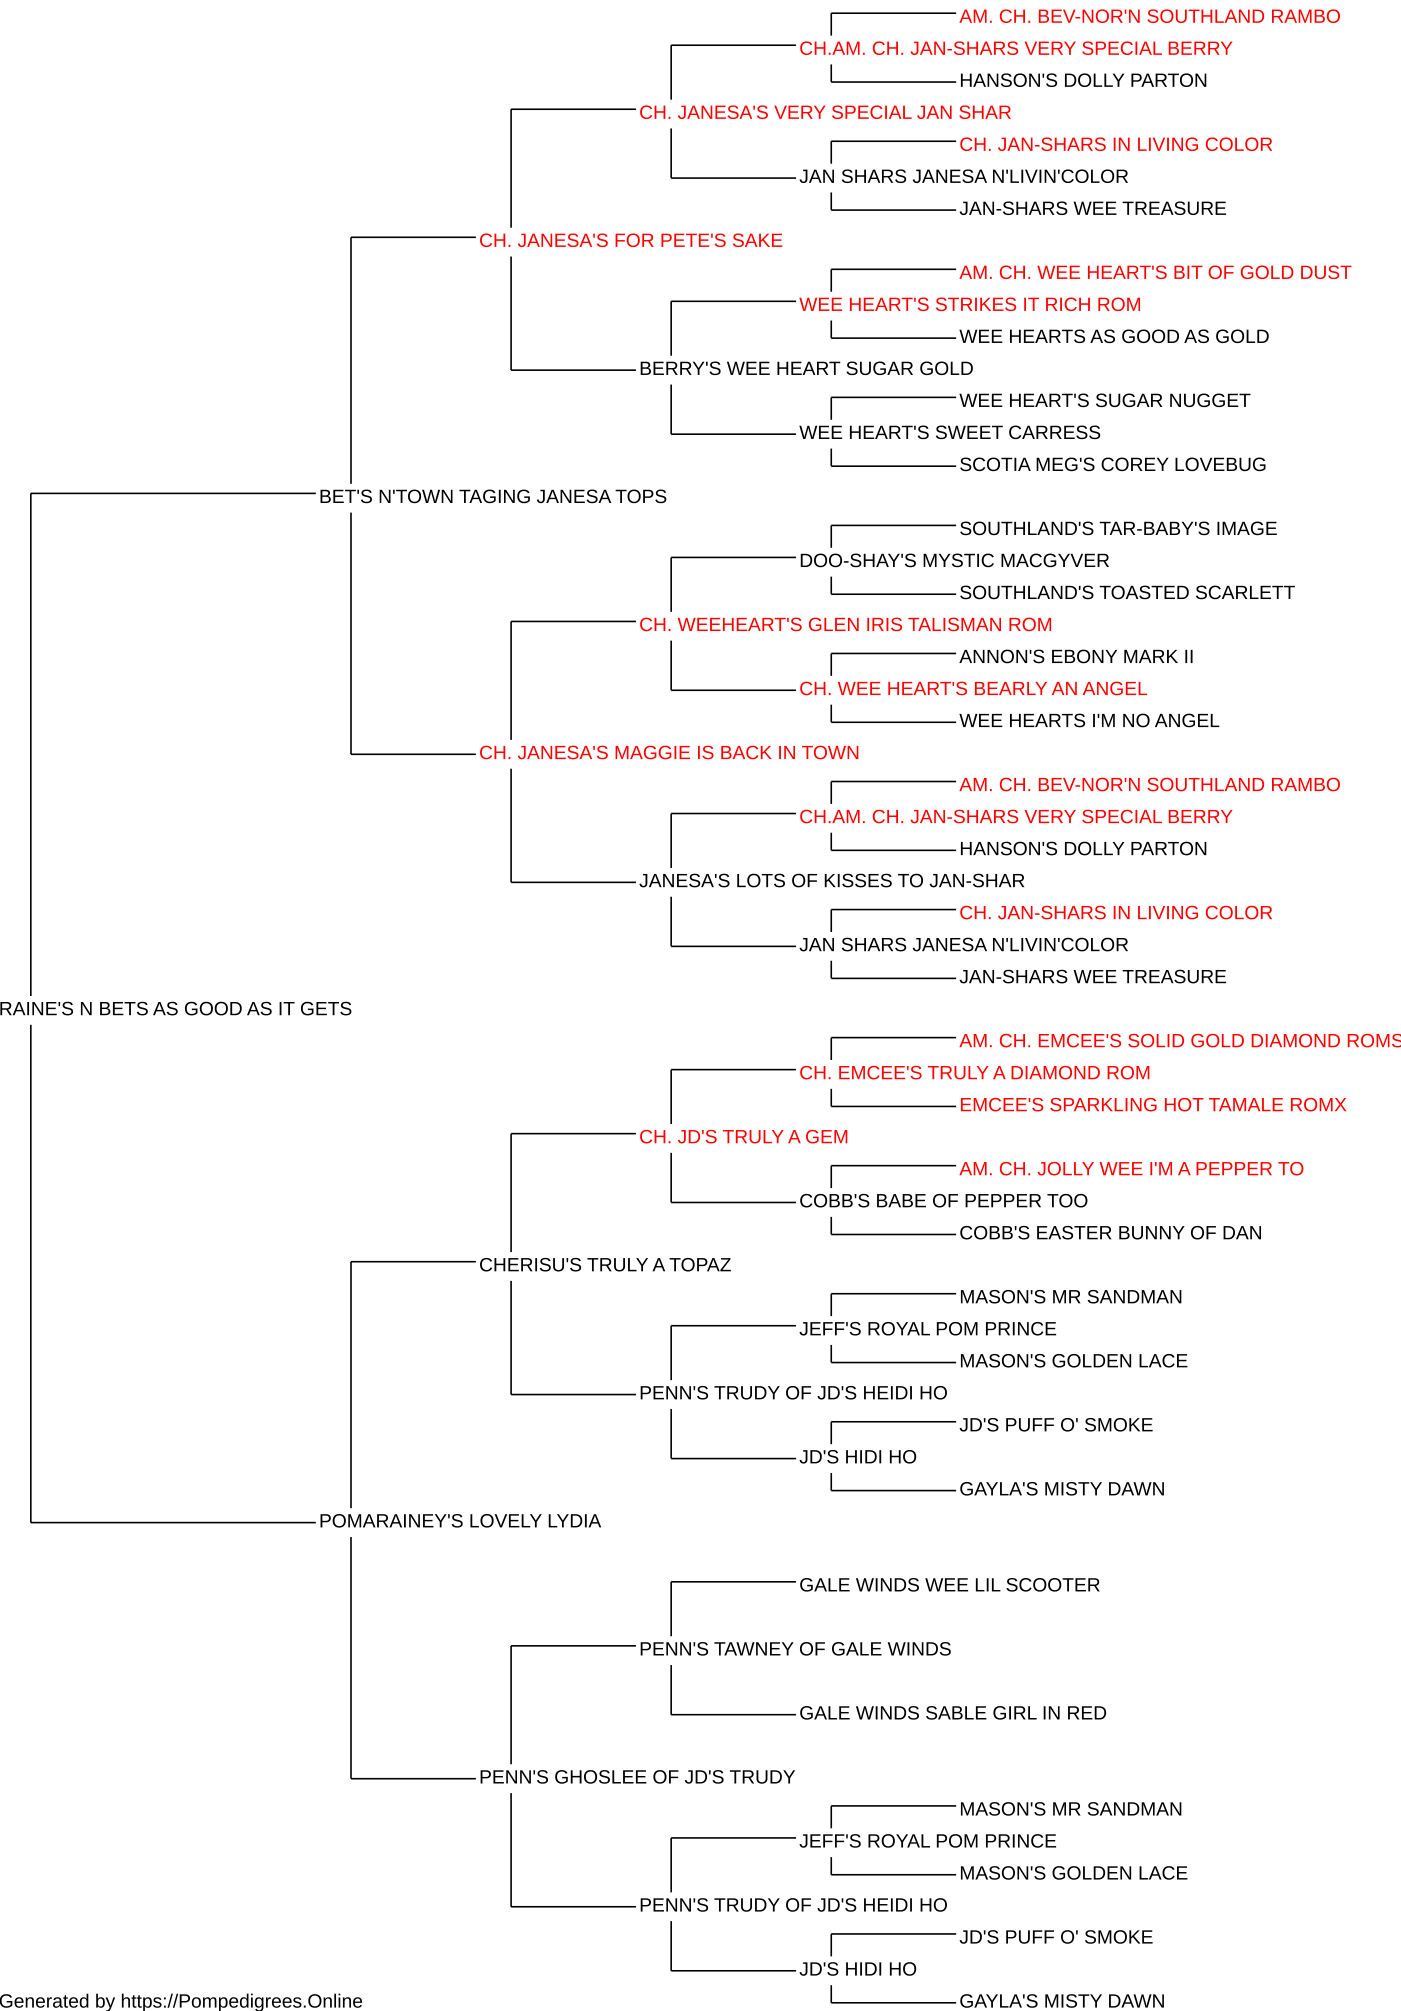 AM. CH. BEV-NOR'N SOUTHLAND RAMBO
CH.AM. CH. JAN-SHARS VERY SPECIAL BERRY
HANSON'S DOLLY PARTON
CH. JANESA'S VERY SPECIAL JAN SHAR
CH. JAN-SHARS IN LIVING COLOR
JAN SHARS JANESA N'LIVIN'COLOR
JAN-SHARS WEE TREASURE
CH. JANESA'S FOR PETE'S SAKE
AM. CH. WEE HEART'S BIT OF GOLD DUST
WEE HEART'S STRIKES IT RICH ROM
WEE HEARTS AS GOOD AS GOLD
BERRY'S WEE HEART SUGAR GOLD
WEE HEART'S SUGAR NUGGET
WEE HEART'S SWEET CARRESS
SCOTIA MEG'S COREY LOVEBUG
BET'S N'TOWN TAGING JANESA TOPS
SOUTHLAND'S TAR-BABY'S IMAGE
DOO-SHAY'S MYSTIC MACGYVER
SOUTHLAND'S TOASTED SCARLETT
CH. WEEHEART'S GLEN IRIS TALISMAN ROM
ANNON'S EBONY MARK II
CH. WEE HEART'S BEARLY AN ANGEL
WEE HEARTS I'M NO ANGEL
CH. JANESA'S MAGGIE IS BACK IN TOWN
AM. CH. BEV-NOR'N SOUTHLAND RAMBO
CH.AM. CH. JAN-SHARS VERY SPECIAL BERRY
HANSON'S DOLLY PARTON
JANESA'S LOTS OF KISSES TO JAN-SHAR
CH. JAN-SHARS IN LIVING COLOR
JAN SHARS JANESA N'LIVIN'COLOR
JAN-SHARS WEE TREASURE
RAINE'S N BETS AS GOOD AS IT GETS
AM. CH. EMCEE'S SOLID GOLD DIAMOND ROMS
CH. EMCEE'S TRULY A DIAMOND ROM
EMCEE'S SPARKLING HOT TAMALE ROMX
CH. JD'S TRULY A GEM
AM. CH. JOLLY WEE I'M A PEPPER TO
COBB'S BABE OF PEPPER TOO
COBB'S EASTER BUNNY OF DAN
CHERISU'S TRULY A TOPAZ
MASON'S MR SANDMAN
JEFF'S ROYAL POM PRINCE
MASON'S GOLDEN LACE
PENN'S TRUDY OF JD'S HEIDI HO
JD'S PUFF O' SMOKE
JD'S HIDI HO
GAYLA'S MISTY DAWN
POMARAINEY'S LOVELY LYDIA
GALE WINDS WEE LIL SCOOTER
PENN'S TAWNEY OF GALE WINDS
GALE WINDS SABLE GIRL IN RED
PENN'S GHOSLEE OF JD'S TRUDY
MASON'S MR SANDMAN
JEFF'S ROYAL POM PRINCE
MASON'S GOLDEN LACE
PENN'S TRUDY OF JD'S HEIDI HO
JD'S PUFF O' SMOKE
JD'S HIDI HO
GAYLA'S MISTY DAWN
Generated by https://Pompedigrees.Online